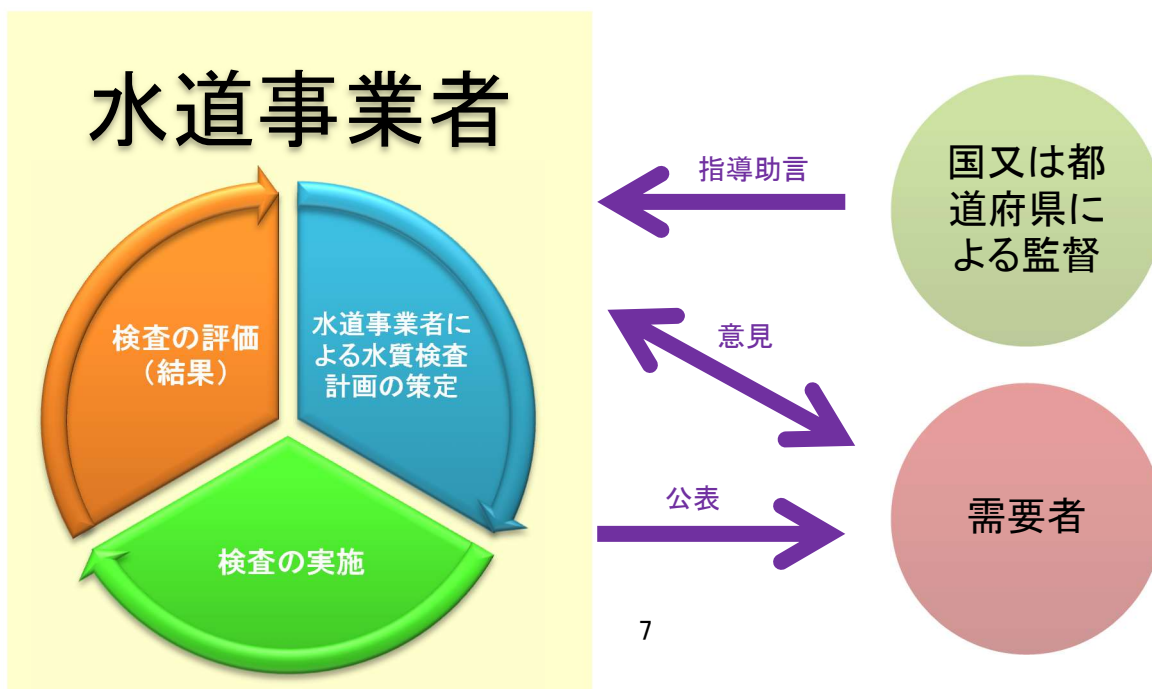 水道事業者
検査の評価
（結果）
水道事業者に
よる水質検査
計画の策定
検査の実施
指導助言
意見
公表
国又は都
道府県に
よる監督
需要者
7